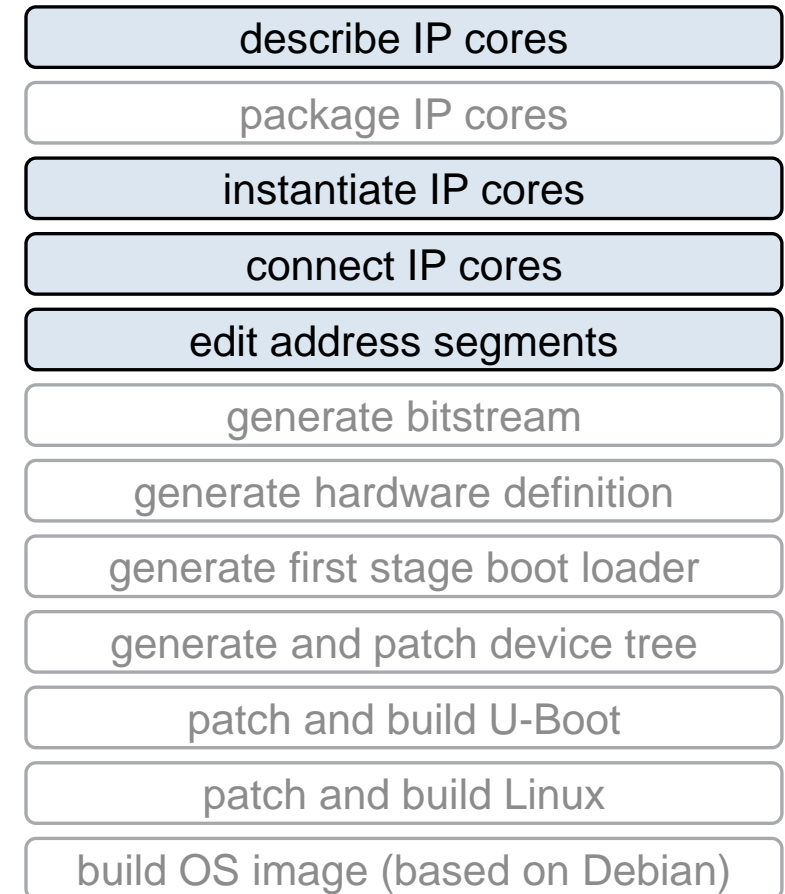 describe IP cores
package IP cores
instantiate IP cores
connect IP cores
edit address segments
generate bitstream
generate hardware definition
generate first stage boot loader
generate and patch device tree
patch and build U-Boot
patch and build Linux
build OS image (based on Debian)